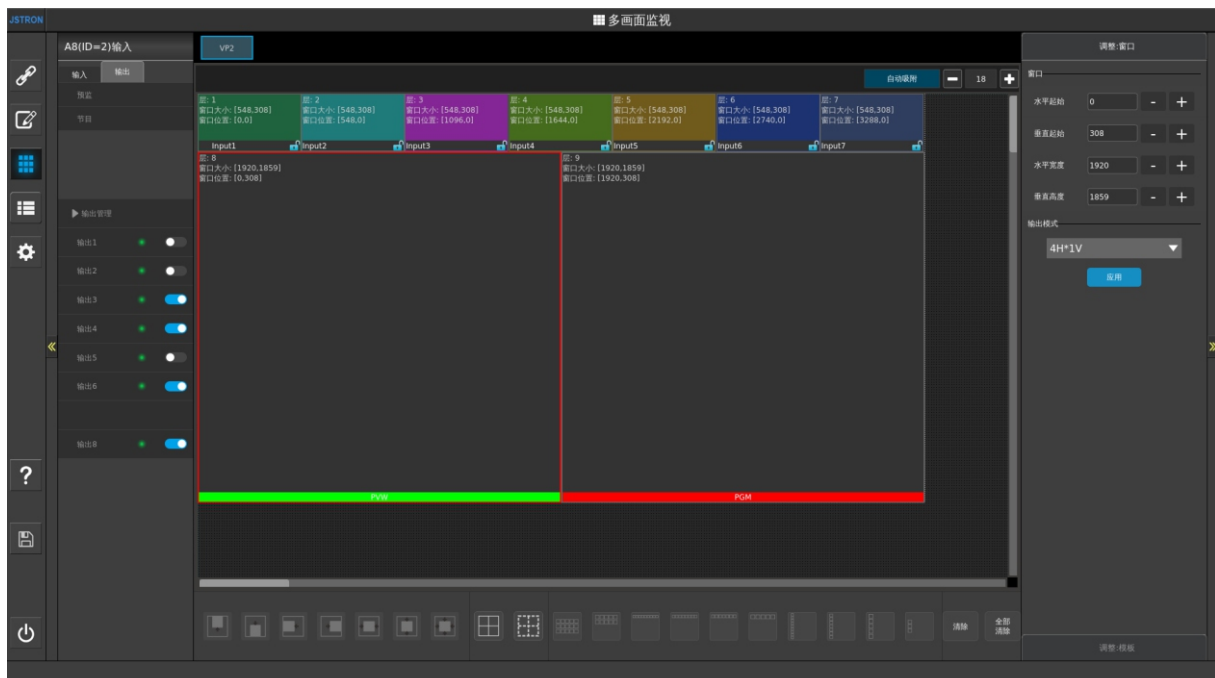 JSTRON
多画面监视
A8(ID=2)输入
输入
输出
预监
节目
输出管理
输出1
输出2
输出3
输出4
输出5
输出6
输出8
VP2
自动吸附
18
层: 1
窗口大小: [548,308]
窗口位置: [0,0]
Input1
层: 2
窗口大小: [548,308]
窗口位置: [548,0]
Input2
层: 3
窗口大小: [548,308]
窗口位置: [1096,0]
Input3
层: 4
窗口大小: [548,308]
窗口位置: [1644,0]
Input4
层: 5
窗口大小: [548,308]
窗口位置: [2192,0]
Input5
层: 6
窗口大小: [548,308]
窗口位置: [2740,0]
Input6
层: 7
窗口大小: [548,308]
窗口位置: [3288,0]
Input7
层: 8
窗口大小: [1920,1859]
窗口位置: [0,308]
PVW
层: 9
窗口大小: [1920,1859]
窗口位置: [1920,308]
PGM
清除
全部
清除
调整:窗口
窗口
水平起始 0 - +
垂直起始 308 - +
水平宽度 1920 - +
垂直高度 1859 - +
输出模式
4H*1V
应用
调整:模板